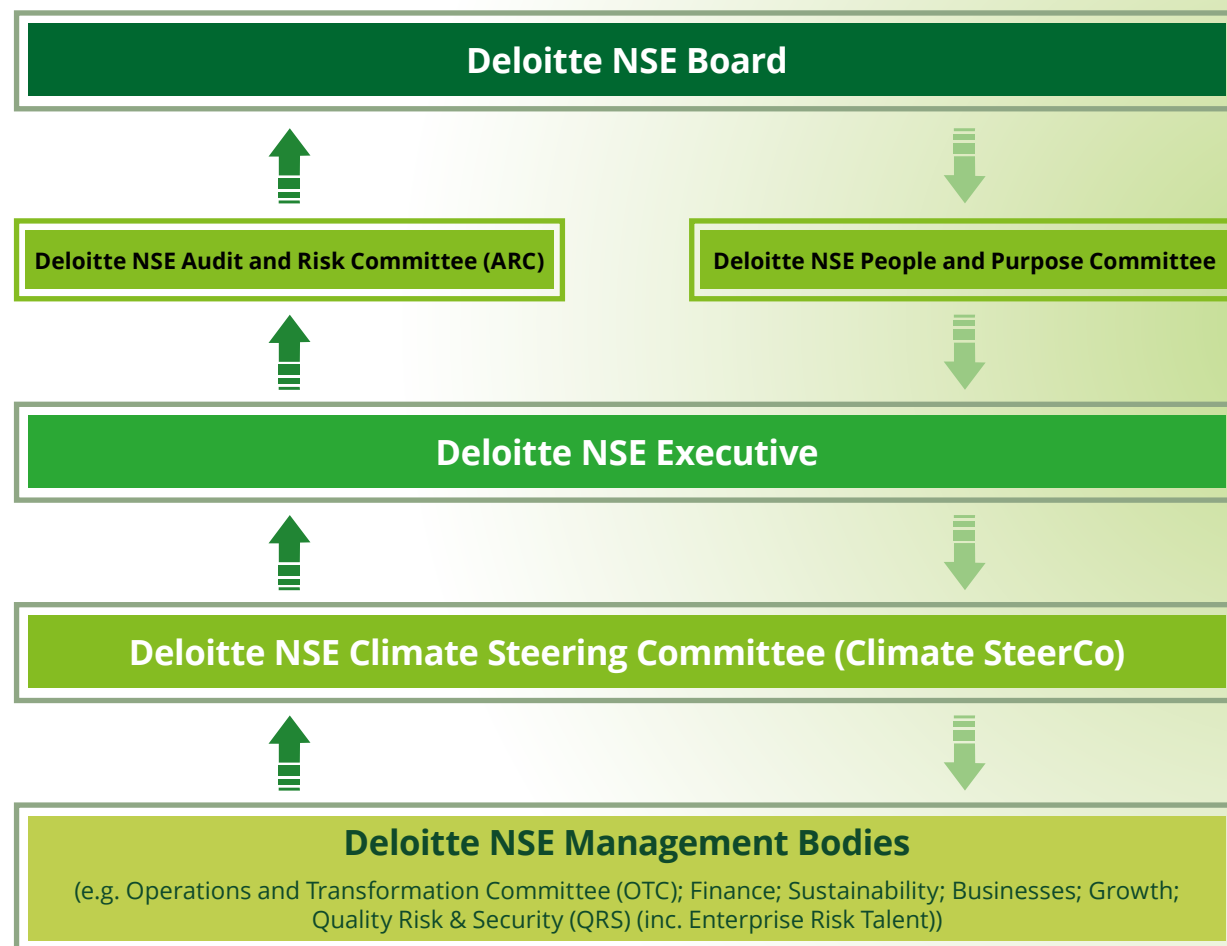 Deloitte NSE Board
Deloitte NSE Audit and Risk Committee (ARC)
Deloitte NSE People and Purpose Committee
Deloitte NSE Executive
Deloitte NSE Climate Steering Committee (Climate SteerCo)
Deloitte NSE Management Bodies
(e.g. Operations and Transformation Committee (OTC); Finance; Sustainability; Businesses; Growth;
Quality Risk & Security (QRS) (inc. Enterprise Risk Talent))